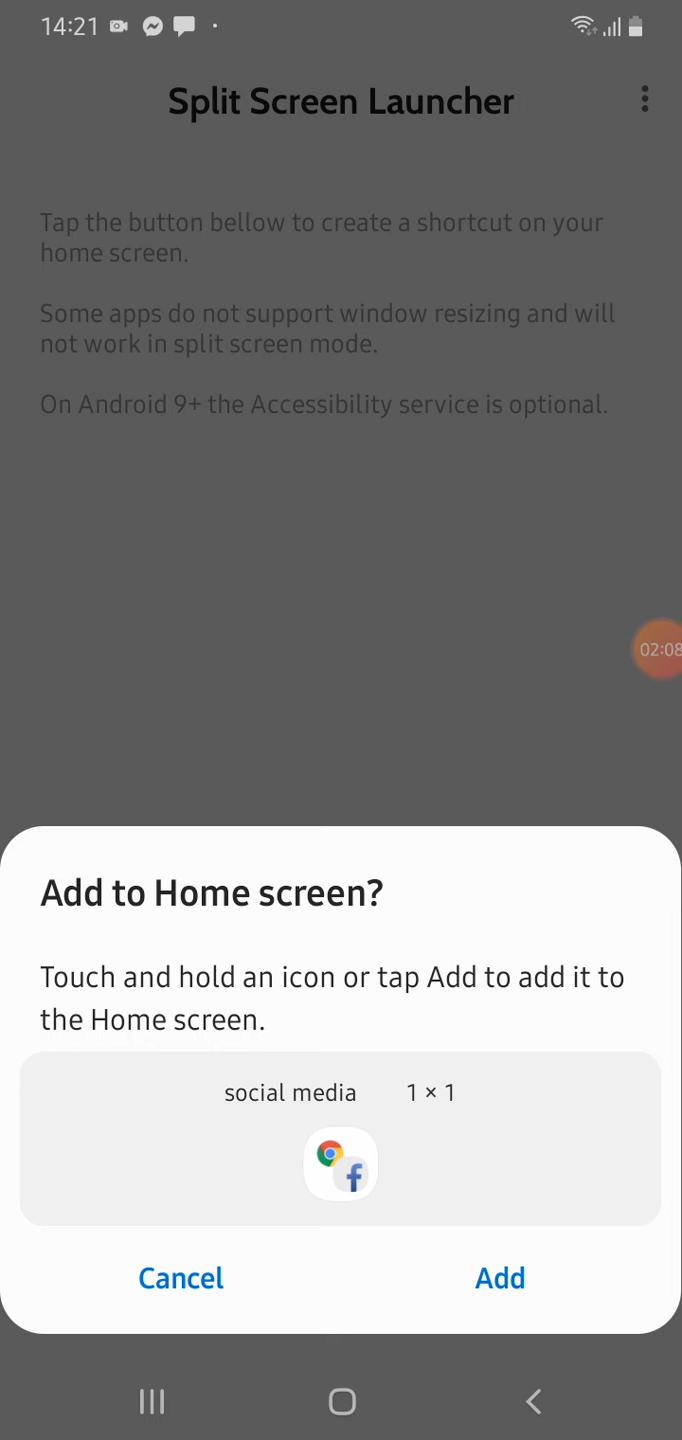 14:21
Split Screen Launcher
Tap the button bellow to create a shortcut on your
home screen.
Some apps do not support window resizing and will
not work in split screen mode.
On Android 9+ the Accessibility service is optional.
02:08
Add to Home screen?
Touch and hold an icon or tap Add to add it to
the Home screen.
social media 1 × 1
Cancel Add